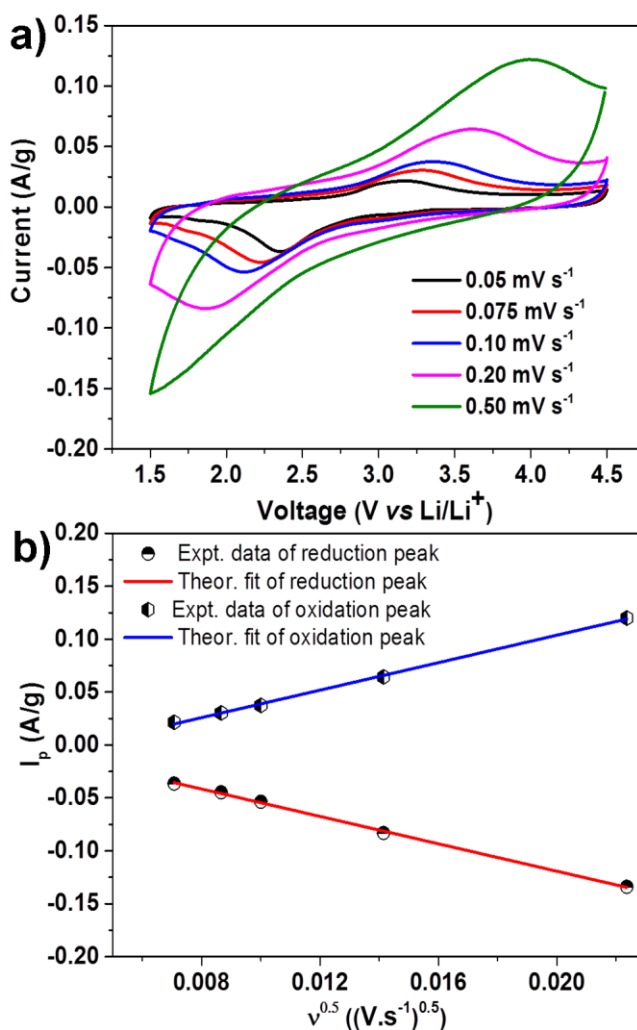 a)
0.15
0.10
0.05
0.00
-0.05
-0.10
-0.15
-0.20
Current (A/g)
0.05 mV s⁻¹
0.075 mV s⁻¹
0.10 mV s⁻¹
0.20 mV s⁻¹
0.50 mV s⁻¹
1.5 2.0 2.5 3.0 3.5 4.0 4.5
Voltage (V vs Li/Li⁺)
b)
0.20
0.15
0.10
0.05
0.00
-0.05
-0.10
-0.15
-0.20
I_p (A/g)
Expt. data of reduction peak
Theor. fit of reduction peak
Expt. data of oxidation peak
Theor. fit of oxidation peak
0.008 0.012 0.016 0.020
ν^0.5 ((V.s⁻¹)^0.5)